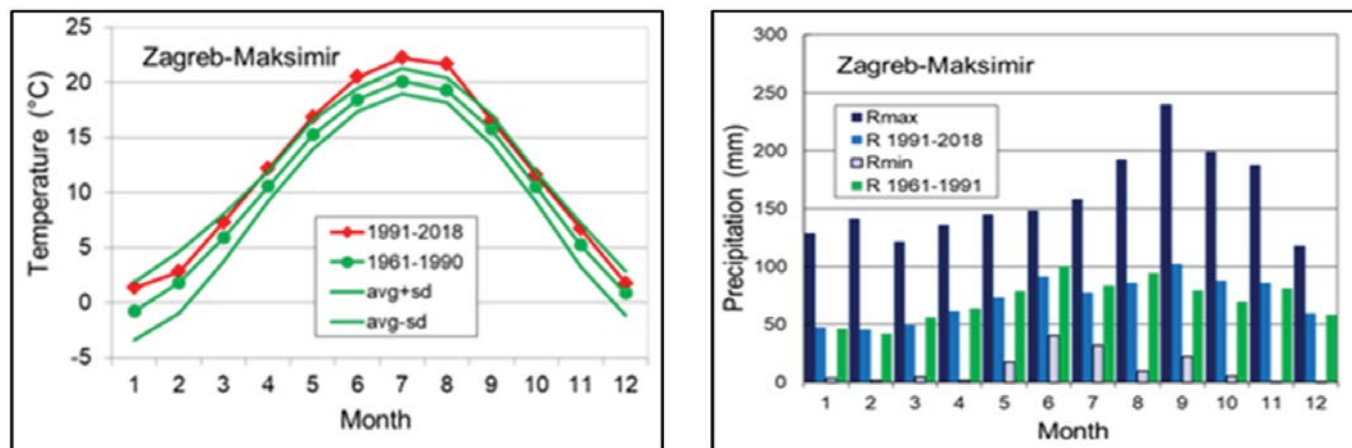 Zagreb-Maksimir
Temperature (°C)
25
20
15
10
5
0
-5
1991-2018
1961-1990
avg+sd
avg-sd
1 2 3 4 5 6 7 8 9 10 11 12
Month
Zagreb-Maksimir
Precipitation (mm)
300
250
200
150
100
50
0
Rmax
R 1991-2018
Rmin
R 1961-1991
1 2 3 4 5 6 7 8 9 10 11 12
Month